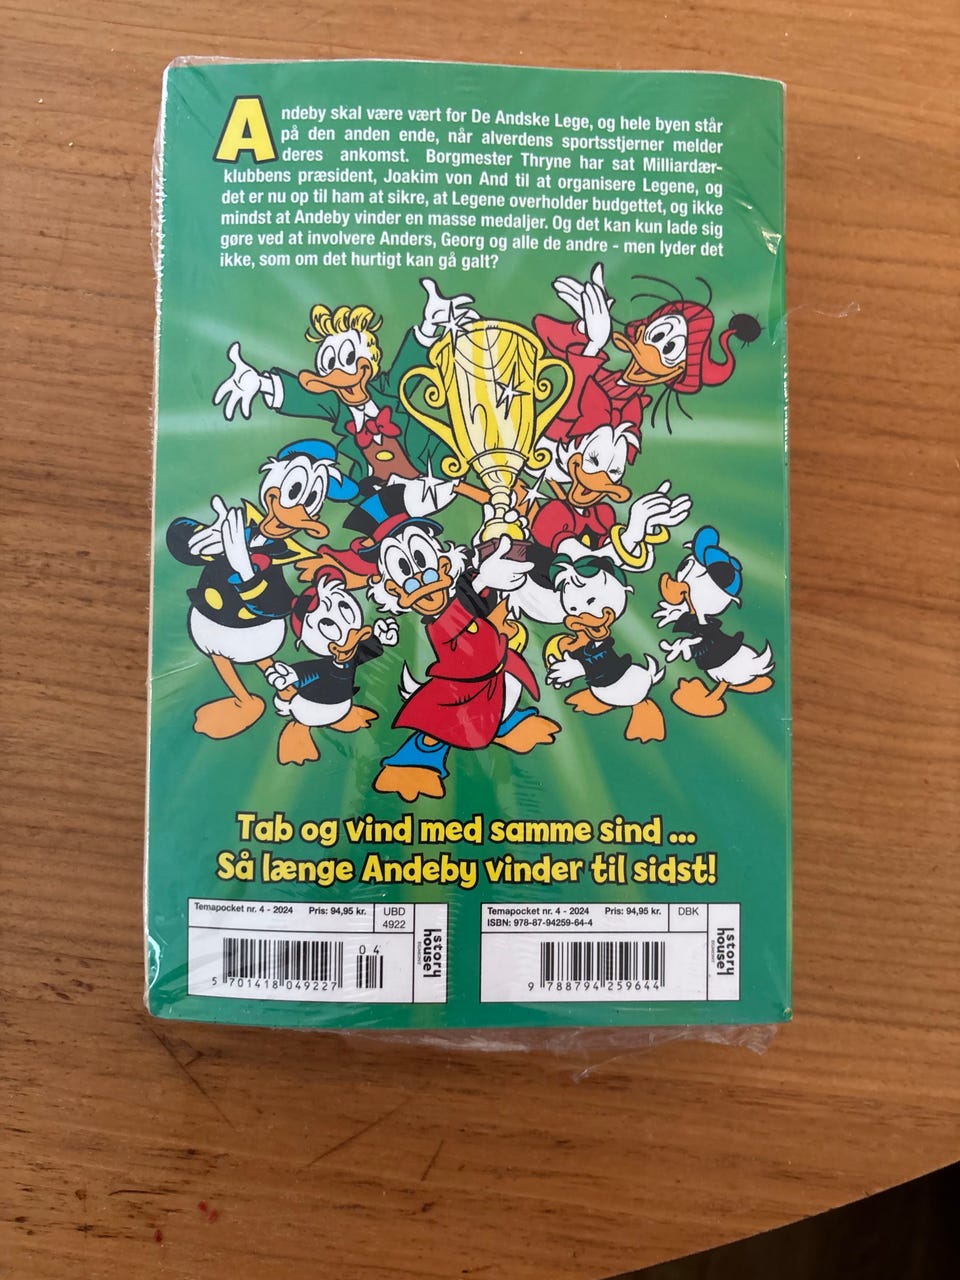 Andeby skal være vært for De Andske Lege, og hele byen står
på den anden ende, når alverdens sportsstjerner melder
deres ankomst. Borgmester Thryne har sat Milliardær-
klubbens præsident, Joakim von And til at organisere Legene, og
det er nu op til ham at sikre, at Legene overholder budgettet, og ikke
mindst at Andeby vinder en masse medaljer. Og det kan kun lade sig
gøre ved at involvere Anders, Georg og alle de andre - men lyder det
ikke, som om det hurtigt kan gå galt?
Tab og vind med samme sind ...
Så længe Andeby vinder til sidst!
Temapocket nr. 4 - 2024 Pris: 94,95 kr.
UBD
4922
04
5 701418 049227
story
house
EGMONT
Temapocket nr. 4 - 2024 Pris: 94,95 kr.
ISBN: 978-87-94259-64-4
DBK
9 788794 259644
story
house
EGMONT